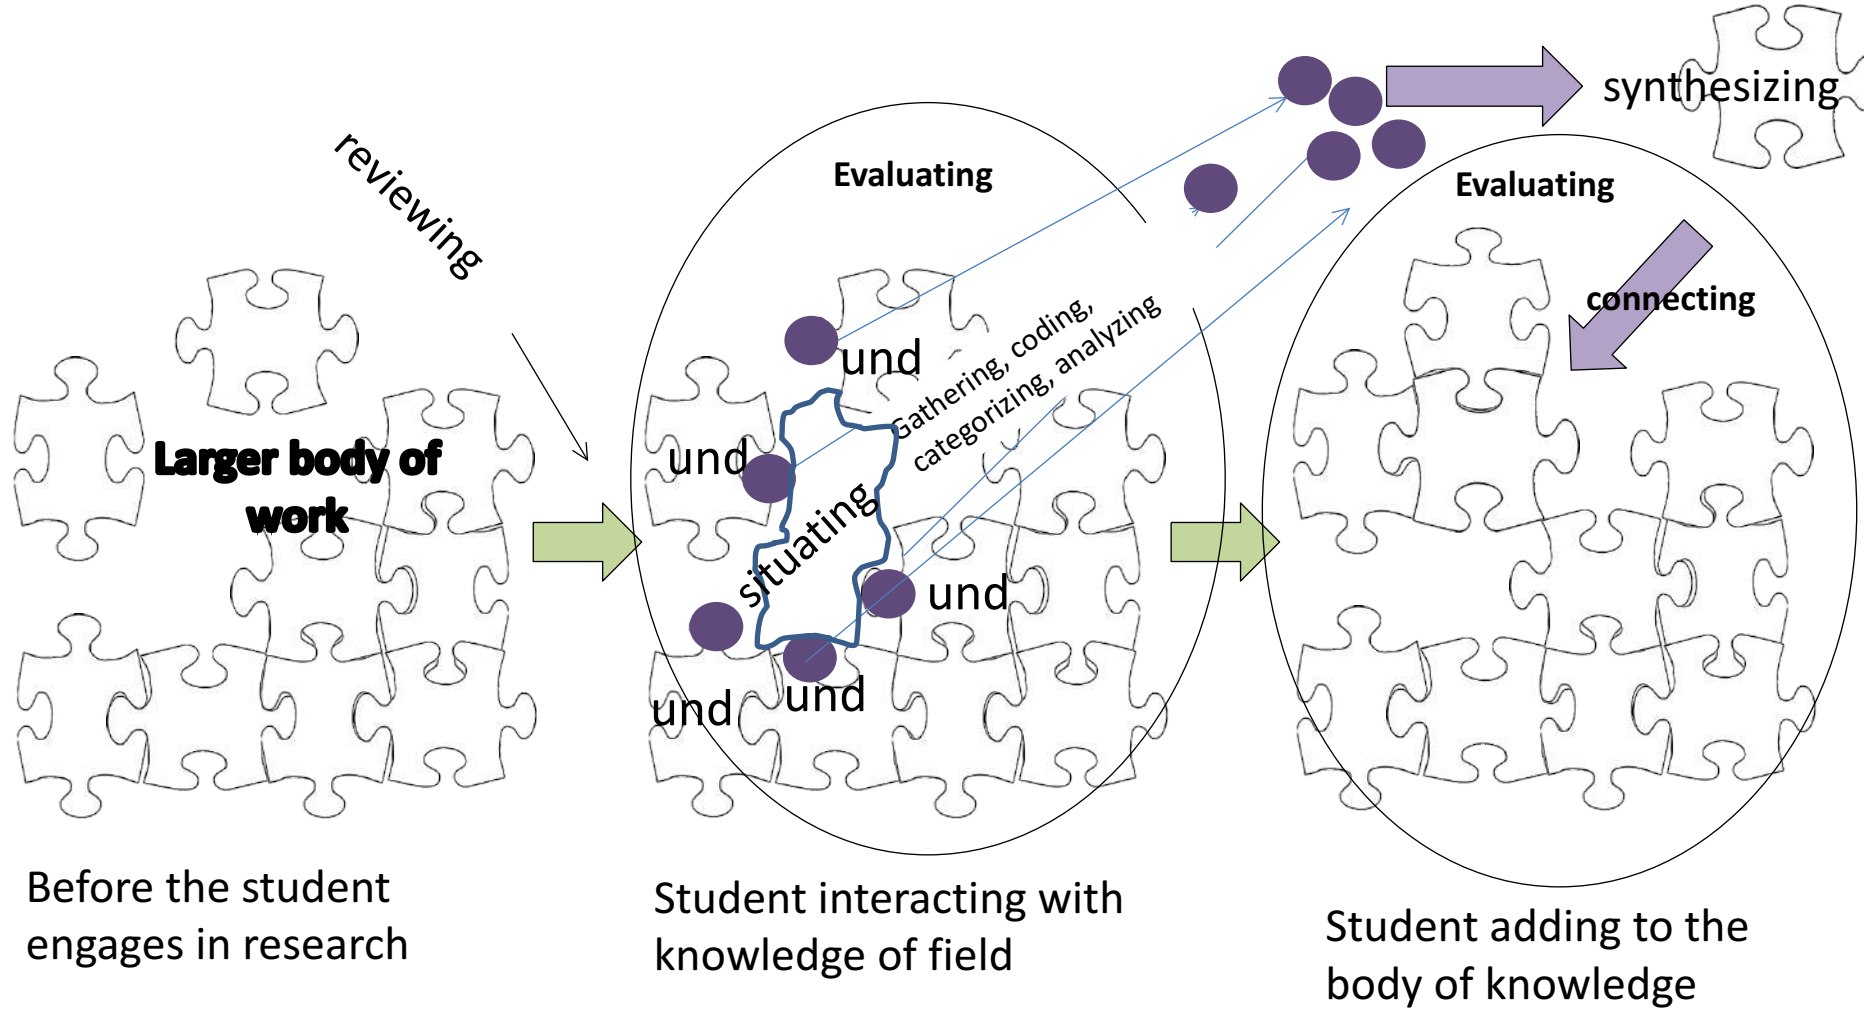 reviewing
Larger body of
work
Before the student
engages in research
Evaluating
und
und
situating
Gathering, coding,
categorizing, analyzing
und
und
und
Student interacting with
knowledge of field
synthesizing
Evaluating
connecting
Student adding to the
body of knowledge